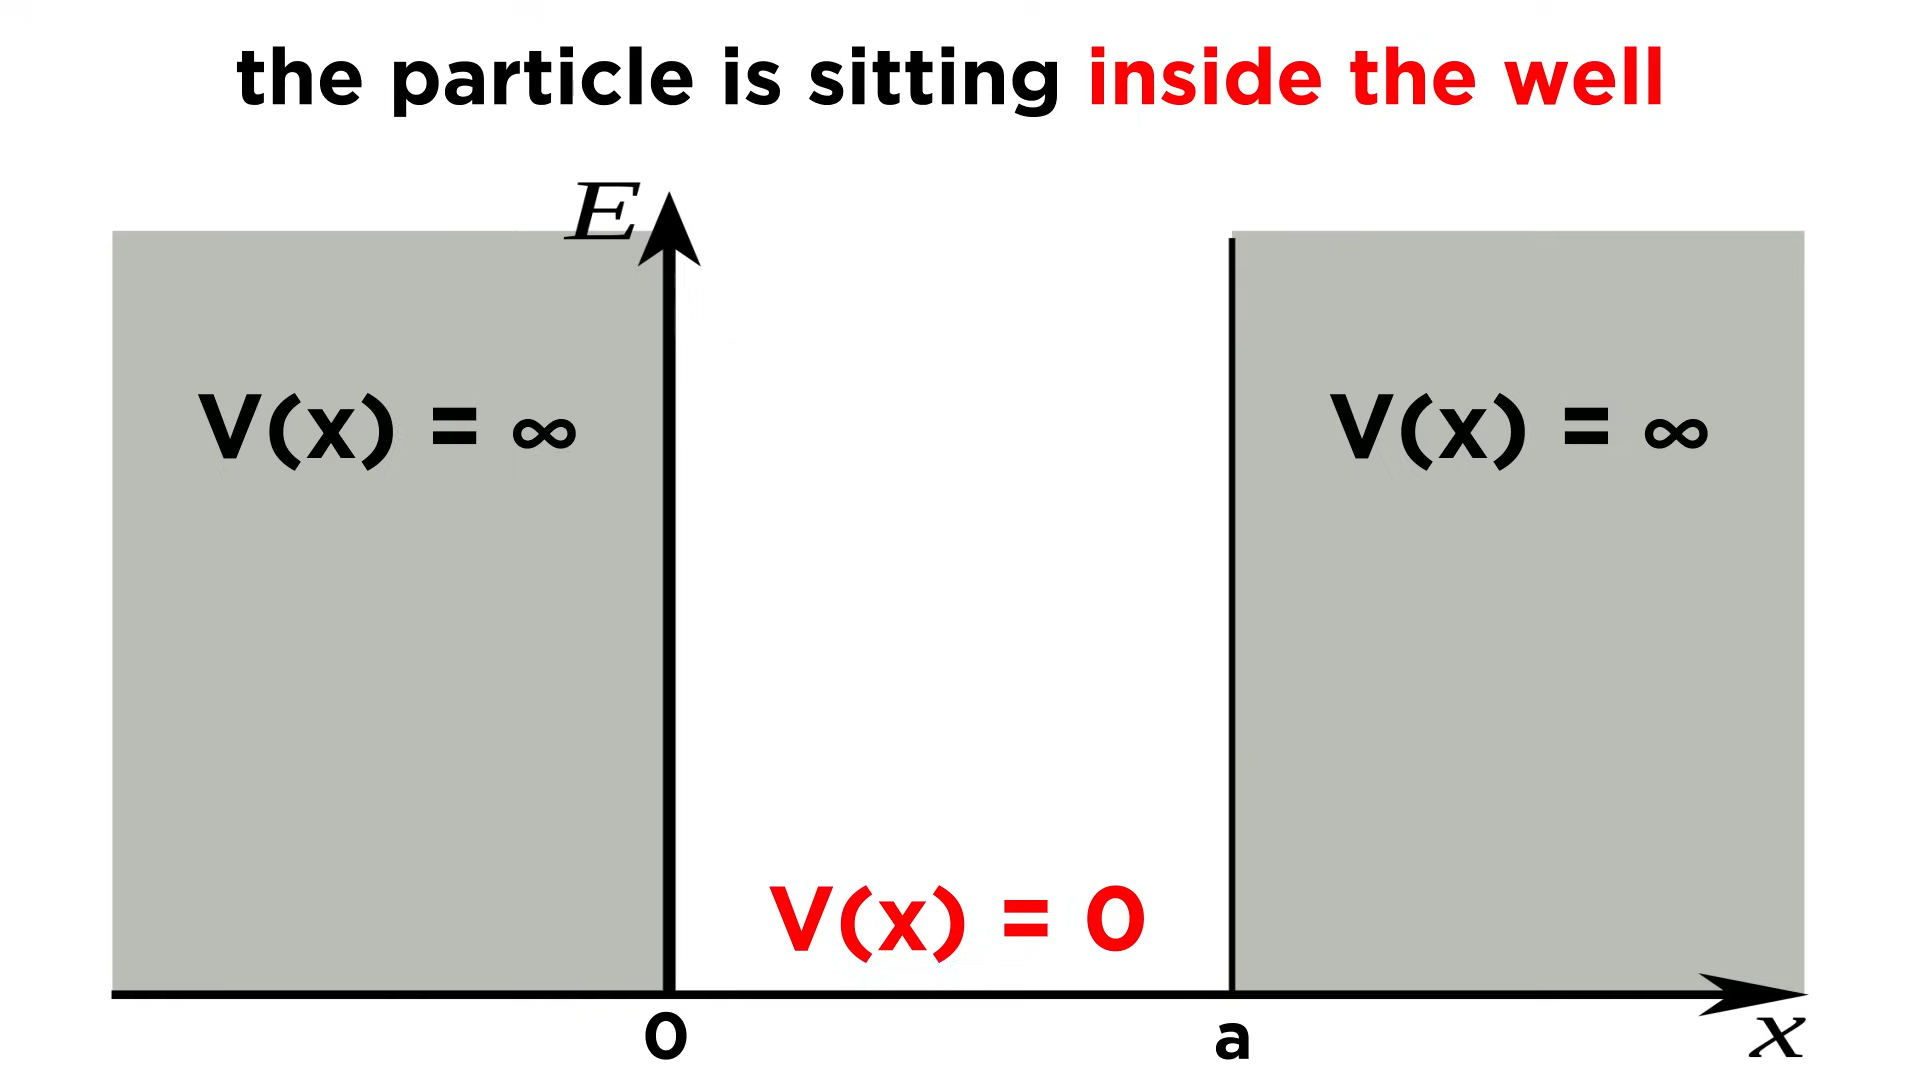 the particle is sitting inside the well
E
V(x) = ∞
V(x) = ∞
V(x) = 0
0
a
x